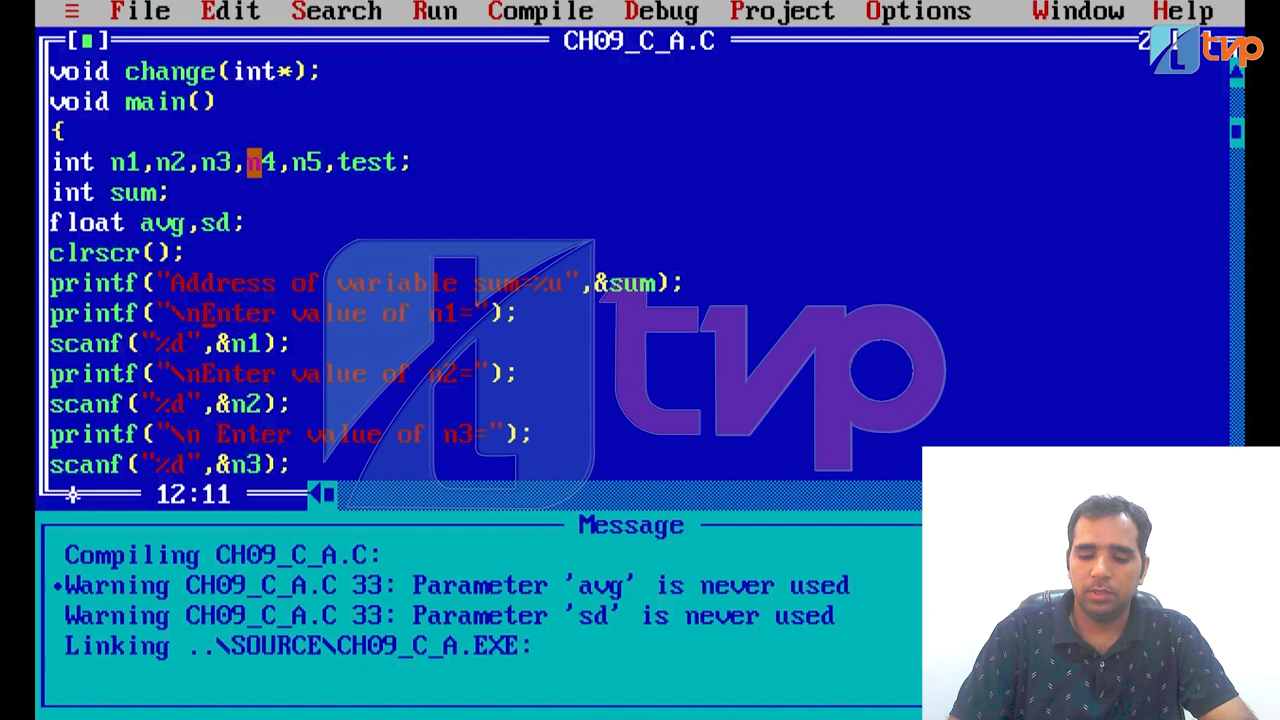 ≡ File Edit Search Run Compile Debug Project Options Window Help
[■] CH09_C_A.C 2
tvp
void change(int*);
void main()
{
int n1,n2,n3,n4,n5,test;
int sum;
float avg,sd;
clrscr();
printf("Address of variable sum=%u",&sum);
printf("\nEnter value of n1=");
scanf("%d",&n1);
printf("\nEnter value of n2=");
scanf("%d",&n2);
printf("\n Enter value of n3=");
scanf("%d",&n3);
tvp
12:11
Message
Compiling CH09_C_A.C:
•Warning CH09_C_A.C 33: Parameter 'avg' is never used
Warning CH09_C_A.C 33: Parameter 'sd' is never used
Linking ..\SOURCE\CH09_C_A.EXE: